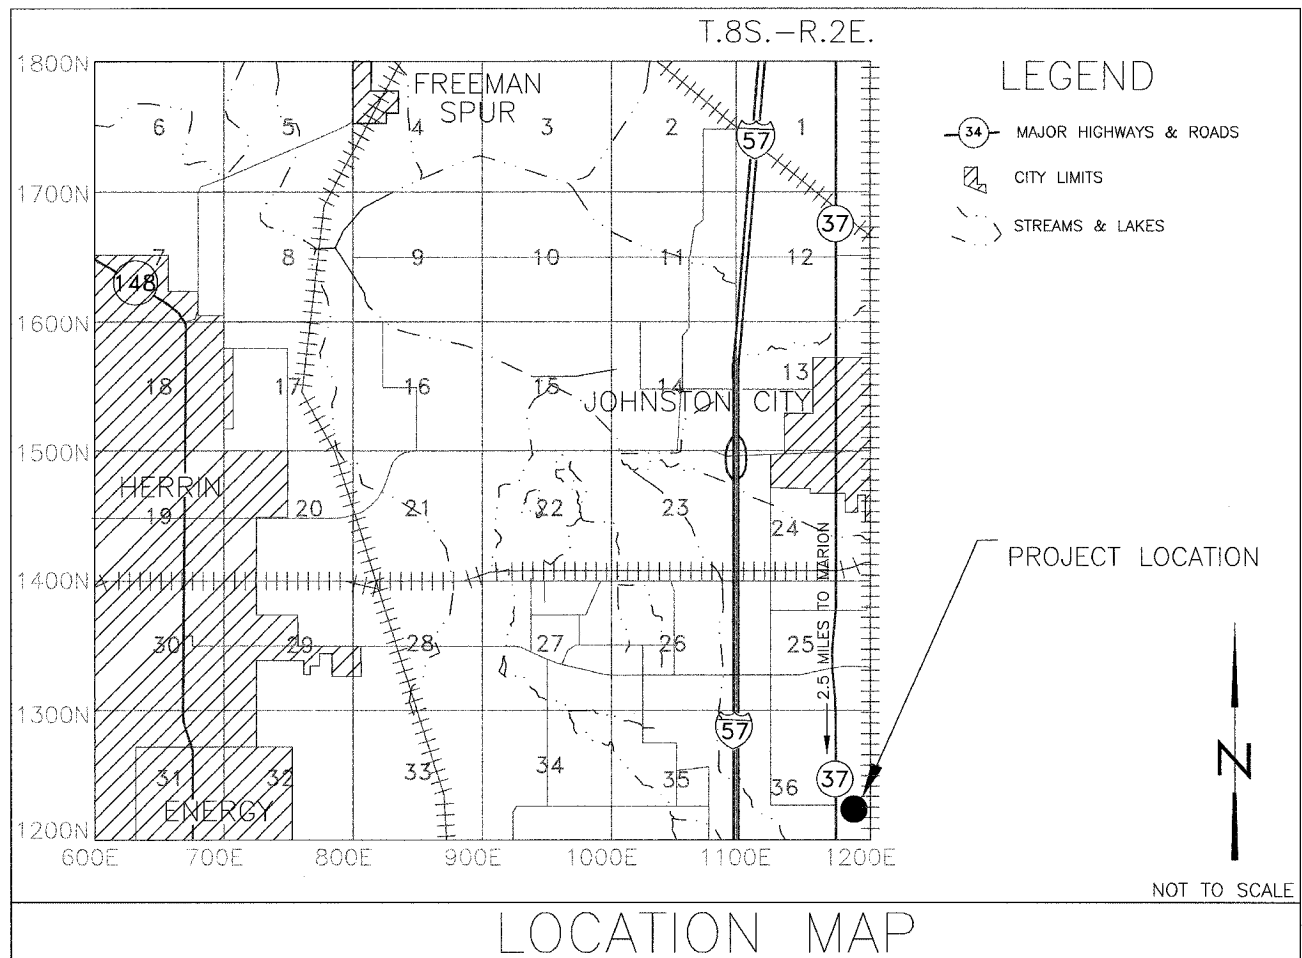 T.8S.-R.2E.
1800N
FREEMAN
SPUR
LEGEND
6 5 4 3 2 1
57
34 MAJOR HIGHWAYS & ROADS
CITY LIMITS
1700N
37
STREAMS & LAKES
7 8 9 10 11 12
148
1600N
13
18 17 16 15 14
JOHNSTON CITY
1500N
HERRIN
19 20 21 22 23 24
PROJECT LOCATION
1400N
2.5 MILES TO MARION
30 29 28 27 26 25
1300N
57
31 32 33 34 35 36
37
ENERGY
1200N
600E 700E 800E 900E 1000E 1100E 1200E
N
NOT TO SCALE
LOCATION MAP